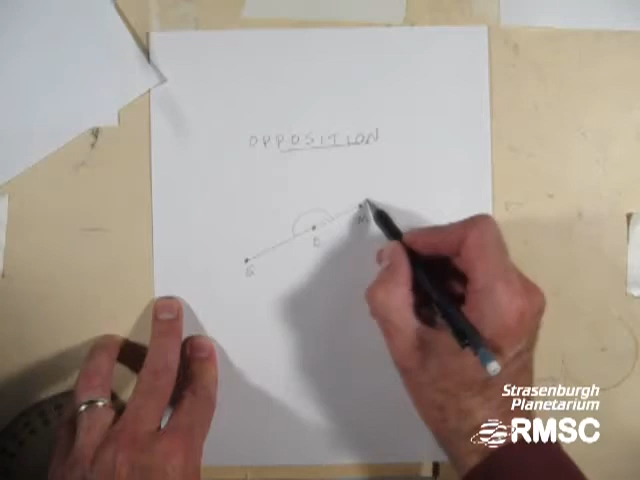 OPPOSITION
M
O
G
Strasenburgh
Planetarium
RMSC